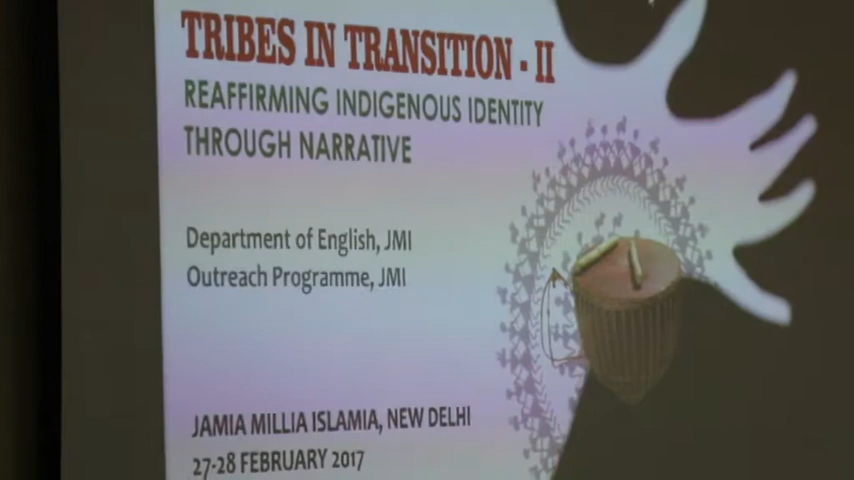 TRIBES IN TRANSITION - II
REAFFIRMING INDIGENOUS IDENTITY
THROUGH NARRATIVE
Department of English, JMI
Outreach Programme, JMI
JAMIA MILLIA ISLAMIA, NEW DELHI
27-28 FEBRUARY 2017